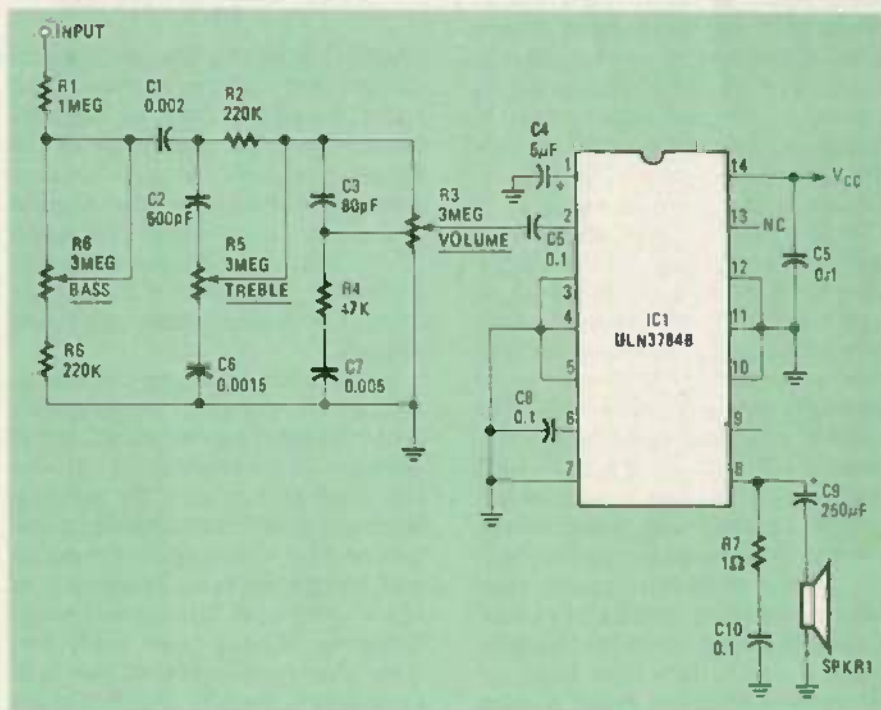 INPUT
R1
1MEG
C1
0.002
R2
220K
C2
500pF
C3
80pF
R3
3MEG
VOLUME
R6
3MEG
BASS
R5
3MEG
TREBLE
R4
47K
R6
220K
C6
0.0015
C7
0.005
C4
5µF
+
C5
0.1
C8
0.1
1
2
3
4
5
6
7
IC1
ULN3784B
14
13
12
11
10
9
8
VCC
NC
C5
0.1
+
C9
250µF
R7
1Ω
C10
0.1
SPKR1